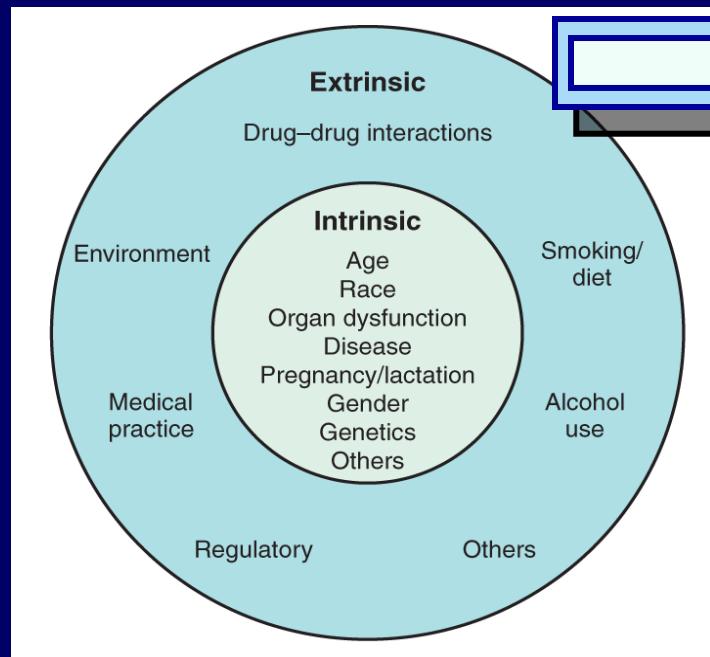 Extrinsic
Drug–drug interactions
Environment
Smoking/
diet
Medical
practice
Alcohol
use
Regulatory
Others
Intrinsic
Age
Race
Organ dysfunction
Disease
Pregnancy/lactation
Gender
Genetics
Others